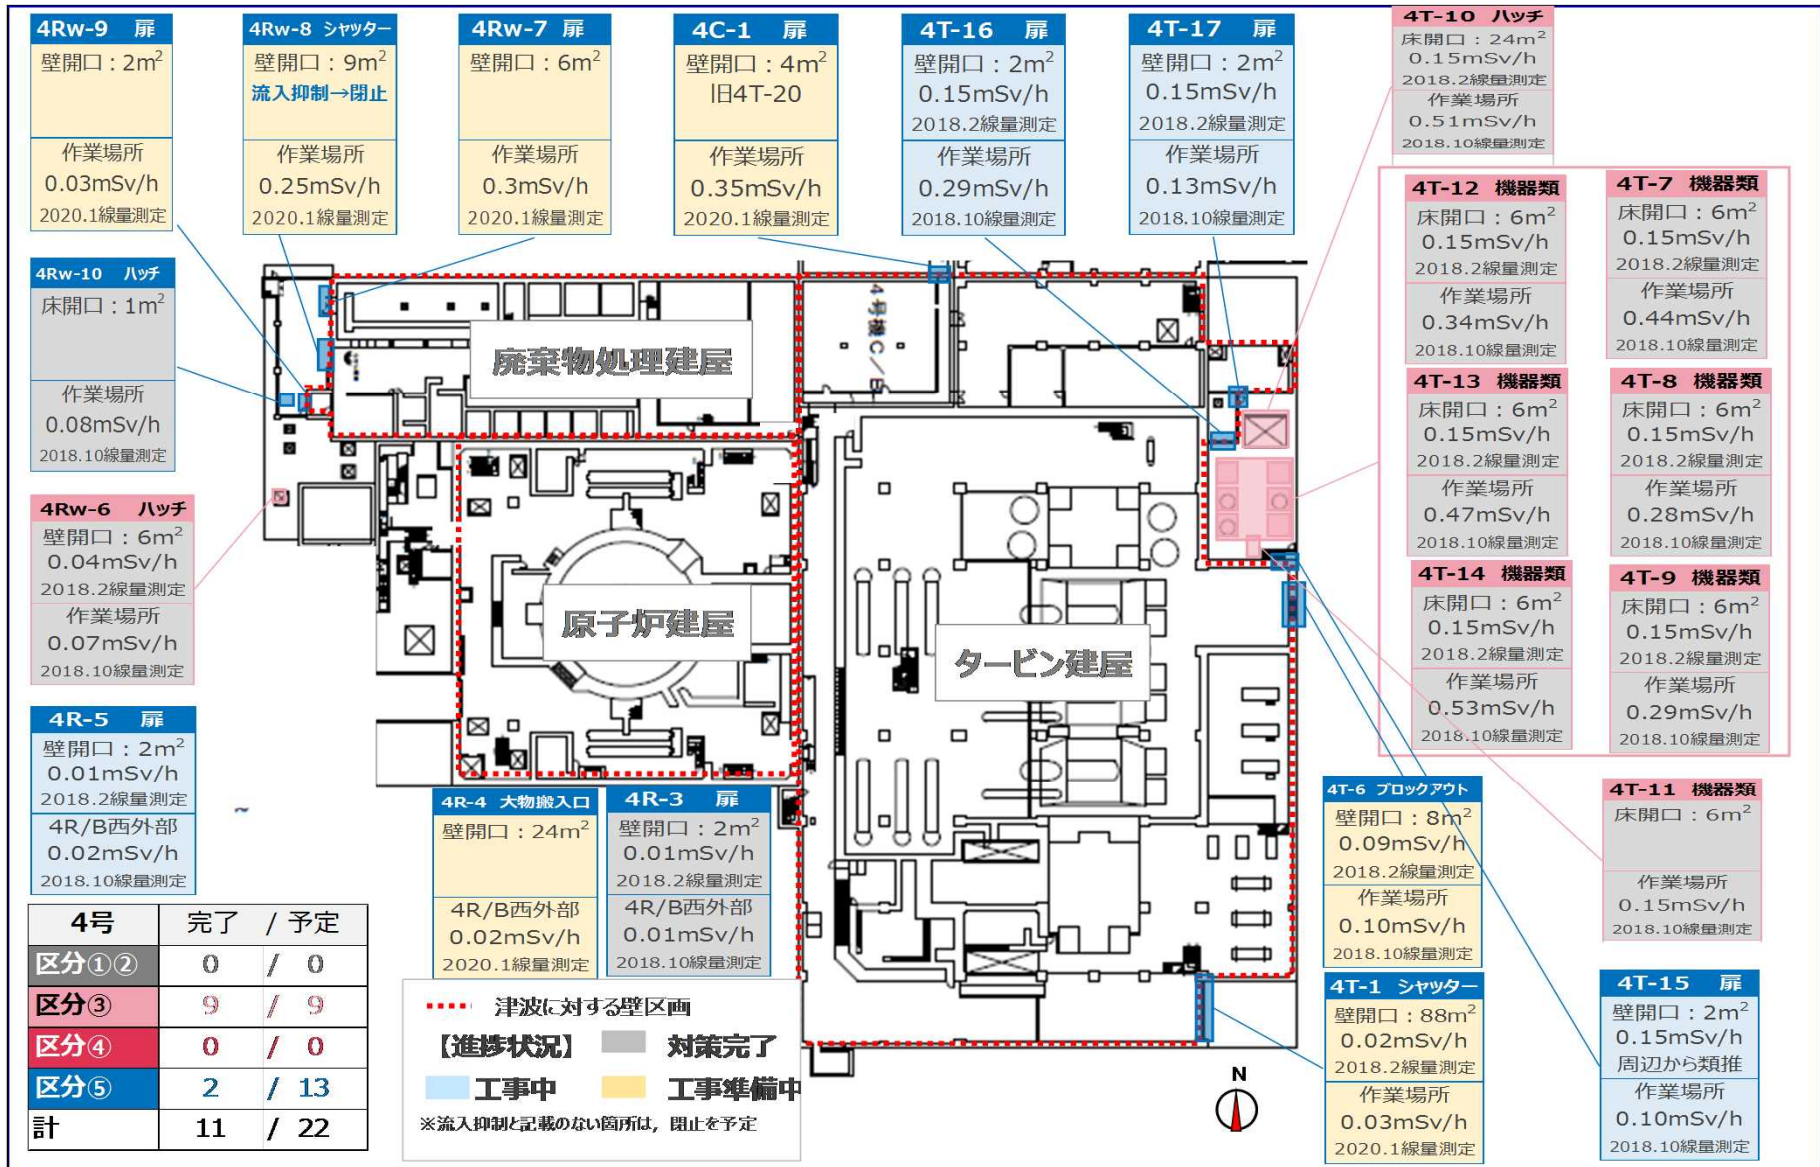 4Rw-9 扉
壁開口：2m²
作業場所
0.03mSv/h
2020.1線量測定
4Rw-8 シャッター
壁開口：9m²
流入抑制→閉止
作業場所
0.25mSv/h
2020.1線量測定
4Rw-7 扉
壁開口：6m²
作業場所
0.3mSv/h
2020.1線量測定
4C-1 扉
壁開口：4m²
旧4T-20
作業場所
0.35mSv/h
2020.1線量測定
4T-16 扉
壁開口：2m²
0.15mSv/h
2018.2線量測定
作業場所
0.29mSv/h
2018.10線量測定
4T-17 扉
壁開口：2m²
0.15mSv/h
2018.2線量測定
作業場所
0.13mSv/h
2018.10線量測定
4T-10 ハッチ
床開口：24m²
0.15mSv/h
2018.2線量測定
作業場所
0.51mSv/h
2018.10線量測定
4T-12 機器類
床開口：6m²
0.15mSv/h
2018.2線量測定
作業場所
0.34mSv/h
2018.10線量測定
4T-7 機器類
床開口：6m²
0.15mSv/h
2018.2線量測定
作業場所
0.44mSv/h
2018.10線量測定
4T-13 機器類
床開口：6m²
0.15mSv/h
2018.2線量測定
作業場所
0.47mSv/h
2018.10線量測定
4T-8 機器類
床開口：6m²
0.15mSv/h
2018.2線量測定
作業場所
0.28mSv/h
2018.10線量測定
4T-14 機器類
床開口：6m²
0.15mSv/h
2018.2線量測定
作業場所
0.53mSv/h
2018.10線量測定
4T-9 機器類
床開口：6m²
0.15mSv/h
2018.2線量測定
作業場所
0.29mSv/h
2018.10線量測定
4Rw-10 ハッチ
床開口：1m²
作業場所
0.08mSv/h
2018.10線量測定
4Rw-6 ハッチ
壁開口：6m²
0.04mSv/h
2018.2線量測定
作業場所
0.07mSv/h
2018.10線量測定
4R-5 扉
壁開口：2m²
0.01mSv/h
2018.2線量測定
4R/B西外部
0.02mSv/h
2018.10線量測定
廃棄物処理建屋
4号機C/B
原子炉建屋
タービン建屋
~
4R-4 大物搬入口
壁開口：24m²
4R/B西外部
0.02mSv/h
2020.1線量測定
4R-3 扉
壁開口：2m²
0.01mSv/h
2018.2線量測定
4R/B西外部
0.01mSv/h
2018.10線量測定
4T-6 ブロックアウト
壁開口：8m²
0.09mSv/h
2018.2線量測定
作業場所
0.10mSv/h
2018.10線量測定
4T-11 機器類
床開口：6m²
作業場所
0.15mSv/h
2018.10線量測定
4T-1 シャッター
壁開口：88m²
0.02mSv/h
2018.2線量測定
作業場所
0.03mSv/h
2020.1線量測定
4T-15 扉
壁開口：2m²
0.15mSv/h
周辺から類推
作業場所
0.10mSv/h
2018.10線量測定
4号 完了 / 予定
区分①② 0 / 0
区分③ 9 / 9
区分④ 0 / 0
区分⑤ 2 / 13
計 11 / 22
津波に対する壁区画
【進捗状況】 対策完了
工事中 工事準備中
※流入抑制と記載のない箇所は，閉止を予定
N